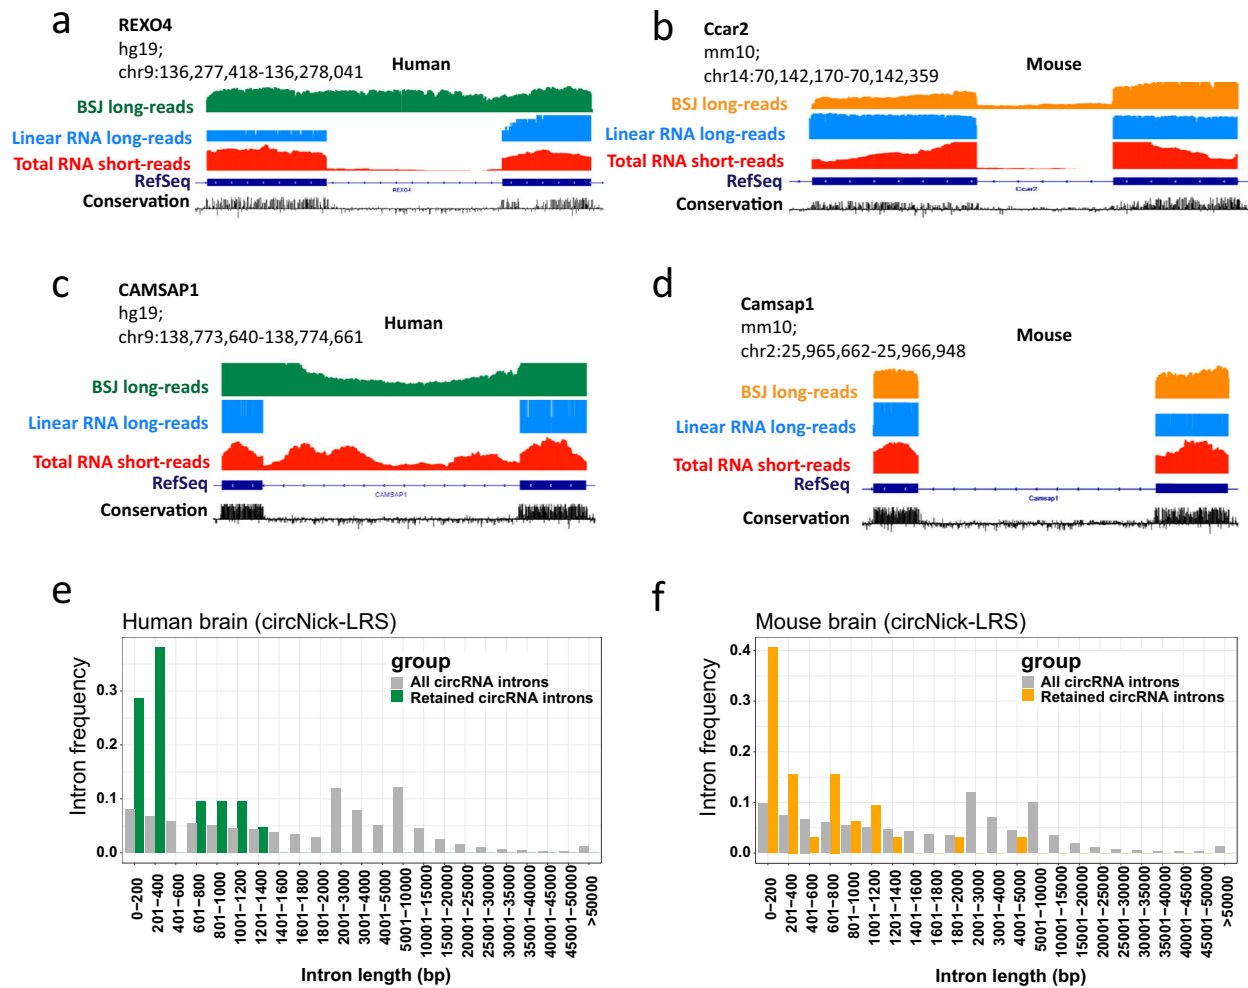 a
REXO4
hg19;
chr9:136,277,418-136,278,041
Human
BSJ long-reads
Linear RNA long-reads
Total RNA short-reads
RefSeq
REXO4
Conservation
b
Ccar2
mm10;
chr14:70,142,170-70,142,359
Mouse
BSJ long-reads
Linear RNA long-reads
Total RNA short-reads
RefSeq
Ccar2
Conservation
c
CAMSAP1
hg19;
chr9:138,773,640-138,774,661
Human
BSJ long-reads
Linear RNA long-reads
Total RNA short-reads
RefSeq
CAMSAP1
Conservation
d
Camsap1
mm10;
chr2:25,965,662-25,966,948
Mouse
BSJ long-reads
Linear RNA long-reads
Total RNA short-reads
RefSeq
Camsap1
Conservation
e
Human brain (circNick-LRS)
Intron frequency
0.3
0.2
0.1
0.0
group
All circRNA introns
Retained circRNA introns
0−200
201−400
401−600
601−800
801−1000
1001−1200
1201−1400
1401−1600
1601−1800
1801−2000
2001−3000
3001−4000
4001−5000
5001−10000
10001−15000
15001−20000
20001−25000
25001−30000
30001−35000
35001−40000
40001−45000
45001−50000
>50000
Intron length (bp)
f
Mouse brain (circNick-LRS)
Intron frequency
0.4
0.3
0.2
0.1
0.0
group
All circRNA introns
Retained circRNA introns
0−200
201−400
401−600
601−800
801−1000
1001−1200
1201−1400
1401−1600
1601−1800
1801−2000
2001−3000
3001−4000
4001−5000
5001−10000
10001−15000
15001−20000
20001−25000
25001−30000
30001−35000
35001−40000
40001−45000
45001−50000
>50000
Intron length (bp)